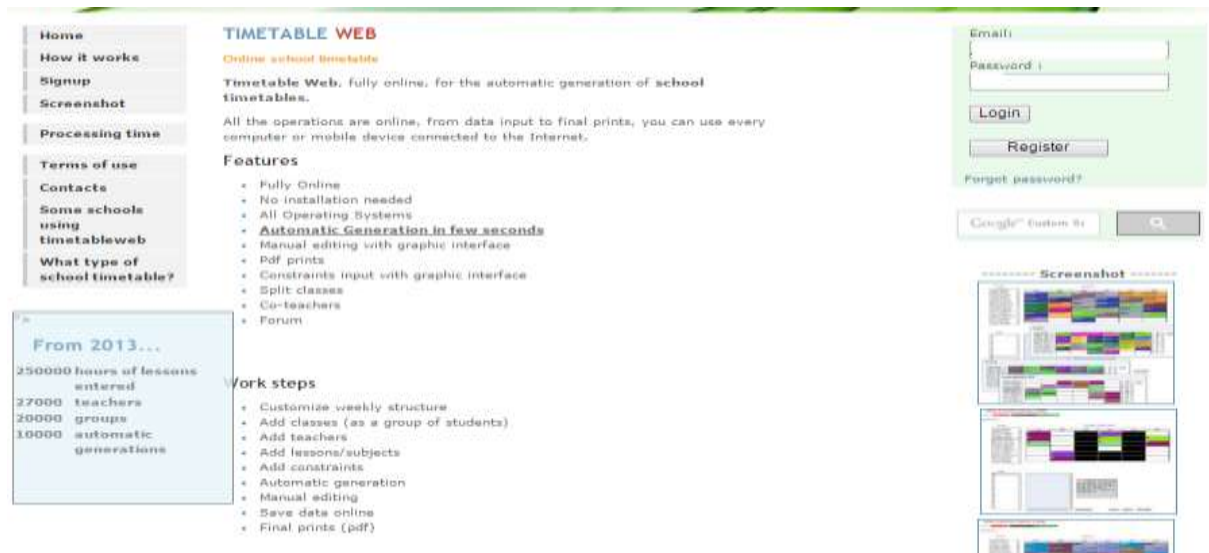 Home
How it works
Signup
Screenshot
Processing time
Terms of use
Contacts
Some schools
using
timetableweb
What type of
school timetable?
From 2013...
250000 hours of lessons
entered
27000 teachers
20000 groups
10000 automatic
generations
TIMETABLE WEB
Online school timetable
Timetable Web, fully online, for the automatic generation of school
timetables.
All the operations are online, from data input to final prints, you can use every
computer or mobile device connected to the Internet.
Features
Fully Online
No installation needed
All Operating Systems
Automatic Generation in few seconds
Manual editing with graphic interface
Pdf prints
Constraints input with graphic interface
Split classes
Co-teachers
Forum
Work steps
Customize weekly structure
Add classes (as a group of students)
Add teachers
Add lessons/subjects
Add constraints
Automatic generation
Manual editing
Save data online
Final prints (pdf)
Email:
Password :
Login
Register
Forgot password?
Google Custom Se
Screenshot